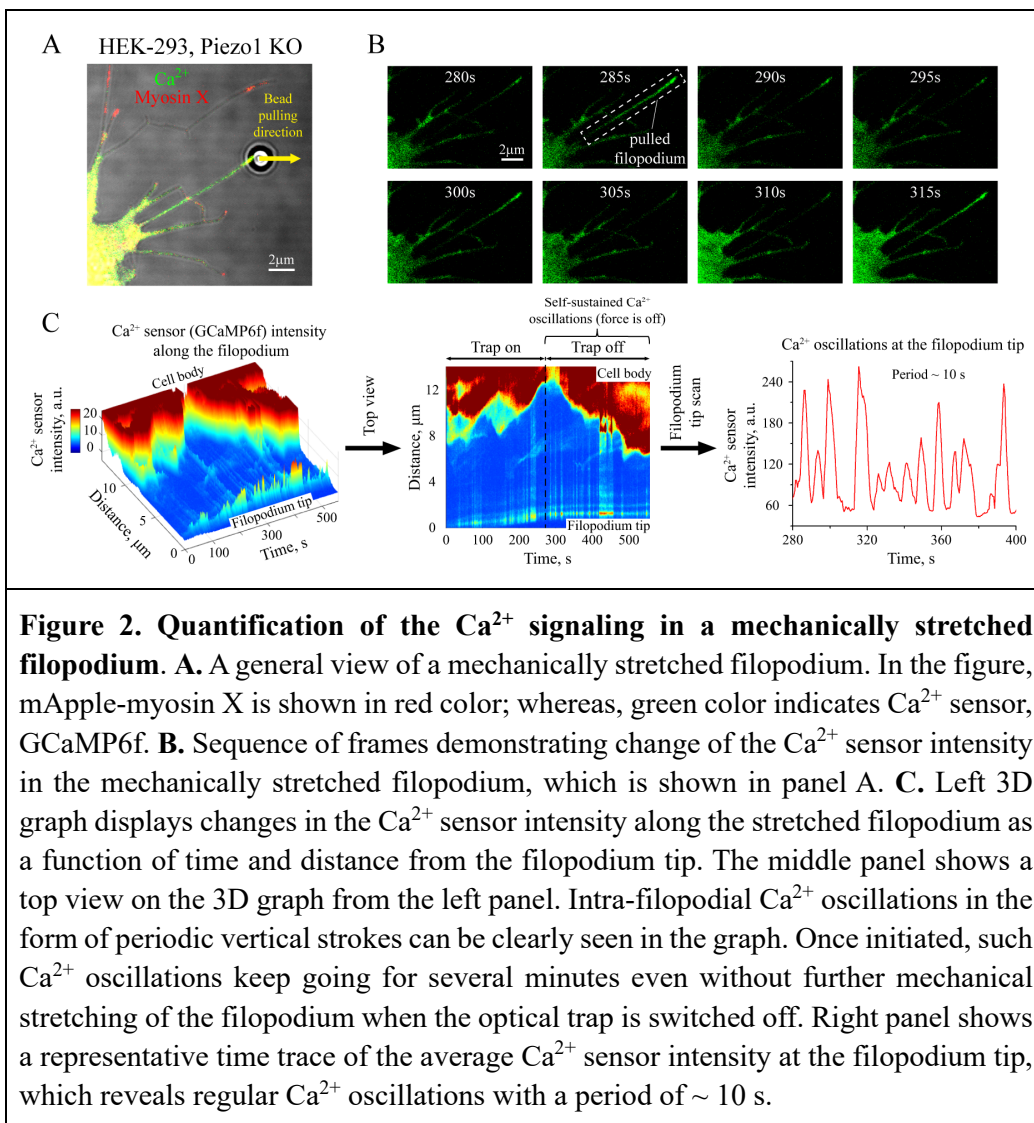 A
HEK-293, Piezo1 KO
Ca²⁺
Myosin X
Bead
pulling
direction
2μm
B
280s
2μm
285s
pulled
filopodium
290s
295s
300s
305s
310s
315s
C
Ca²⁺ sensor (GCaMP6f) intensity
along the filopodium
Cell body
Ca²⁺ sensor
intensity, a.u.
20
10
0
Distance, μm
10
5
0
Filopodium tip
0
100
300
500
Time, s
Top view
Self-sustained Ca²⁺
oscillations (force is off)
Trap on
Trap off
Cell body
Distance, μm
12
8
4
0
Filopodium tip
0 100 200 300 400 500
Time, s
Filopodium
tip scan
Ca²⁺ oscillations at the filopodium tip
Period ~ 10 s
Ca²⁺ sensor
intensity, a.u.
240
180
120
60
280 320 360 400
Time, s
Figure 2. Quantification of the Ca²⁺ signaling in a mechanically stretched
filopodium. A. A general view of a mechanically stretched filopodium. In the figure,
mApple-myosin X is shown in red color; whereas, green color indicates Ca²⁺ sensor,
GCaMP6f. B. Sequence of frames demonstrating change of the Ca²⁺ sensor intensity
in the mechanically stretched filopodium, which is shown in panel A. C. Left 3D
graph displays changes in the Ca²⁺ sensor intensity along the stretched filopodium as
a function of time and distance from the filopodium tip. The middle panel shows a
top view on the 3D graph from the left panel. Intra-filopodial Ca²⁺ oscillations in the
form of periodic vertical strokes can be clearly seen in the graph. Once initiated, such
Ca²⁺ oscillations keep going for several minutes even without further mechanical
stretching of the filopodium when the optical trap is switched off. Right panel shows
a representative time trace of the average Ca²⁺ sensor intensity at the filopodium tip,
which reveals regular Ca²⁺ oscillations with a period of ~ 10 s.